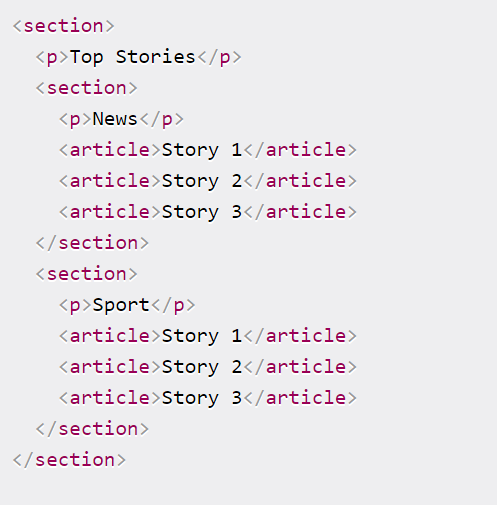 <section>
<p>Top Stories</p>
<section>
<p>News</p>
<article>Story 1</article>
<article>Story 2</article>
<article>Story 3</article>
</section>
<section>
<p>Sport</p>
<article>Story 1</article>
<article>Story 2</article>
<article>Story 3</article>
</section>
</section>